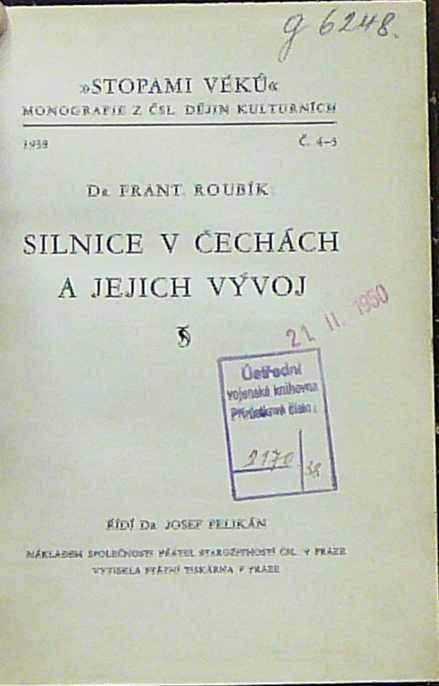 g 6248.
»STOPAMI VĚKŮ«
MONOGRAFIE Z ČSL. DĚJIN KULTURNÍCH
1938 Č. 4–5
Dr. FRANT. ROUBÍK:
SILNICE V ČECHÁCH
A JEJICH VÝVOJ
21. II. 1950
Ústřední
vojenská knihovna
Přírůstkové číslo:
2170
38
ŘÍDÍ Dr. JOSEF PELIKÁN
NÁKLADEM SPOLEČNOSTI PŘÁTEL STAROŽITNOSTÍ ČSL. V PRAZE
VYTISKLA STÁTNÍ TISKÁRNA V PRAZE